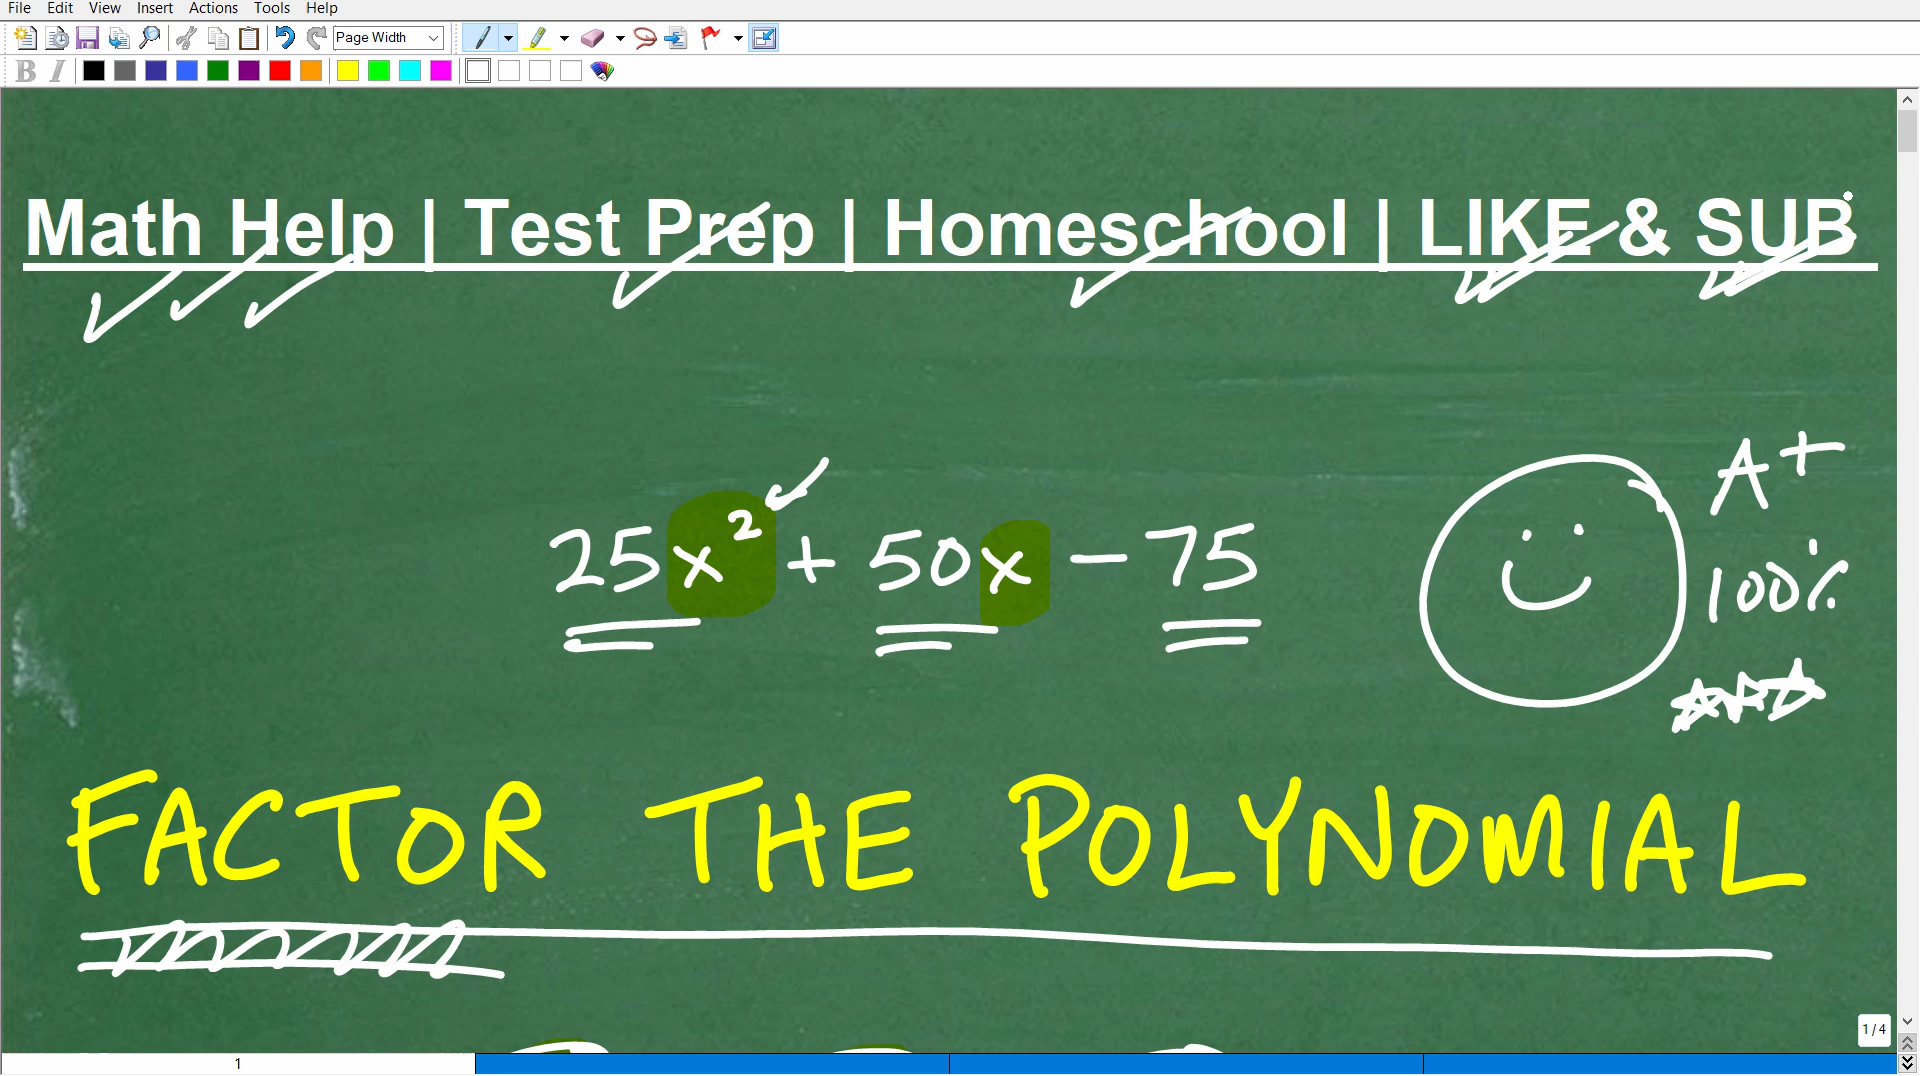 File Edit View Insert Actions Tools Help
Page Width
B I
Math Help | Test Prep | Homeschool | LIKE & SUB
A+
25x² + 50x - 75
100%
FACTOR THE POLYNOMIAL
1 / 4
1